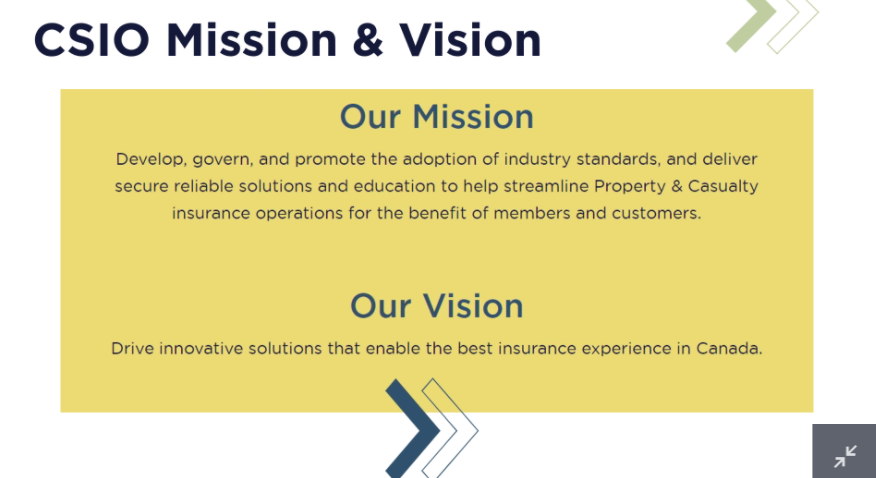 CSIO Mission & Vision
Our Mission
Develop, govern, and promote the adoption of industry standards, and deliver
secure reliable solutions and education to help streamline Property & Casualty
insurance operations for the benefit of members and customers.
Our Vision
Drive innovative solutions that enable the best insurance experience in Canada.